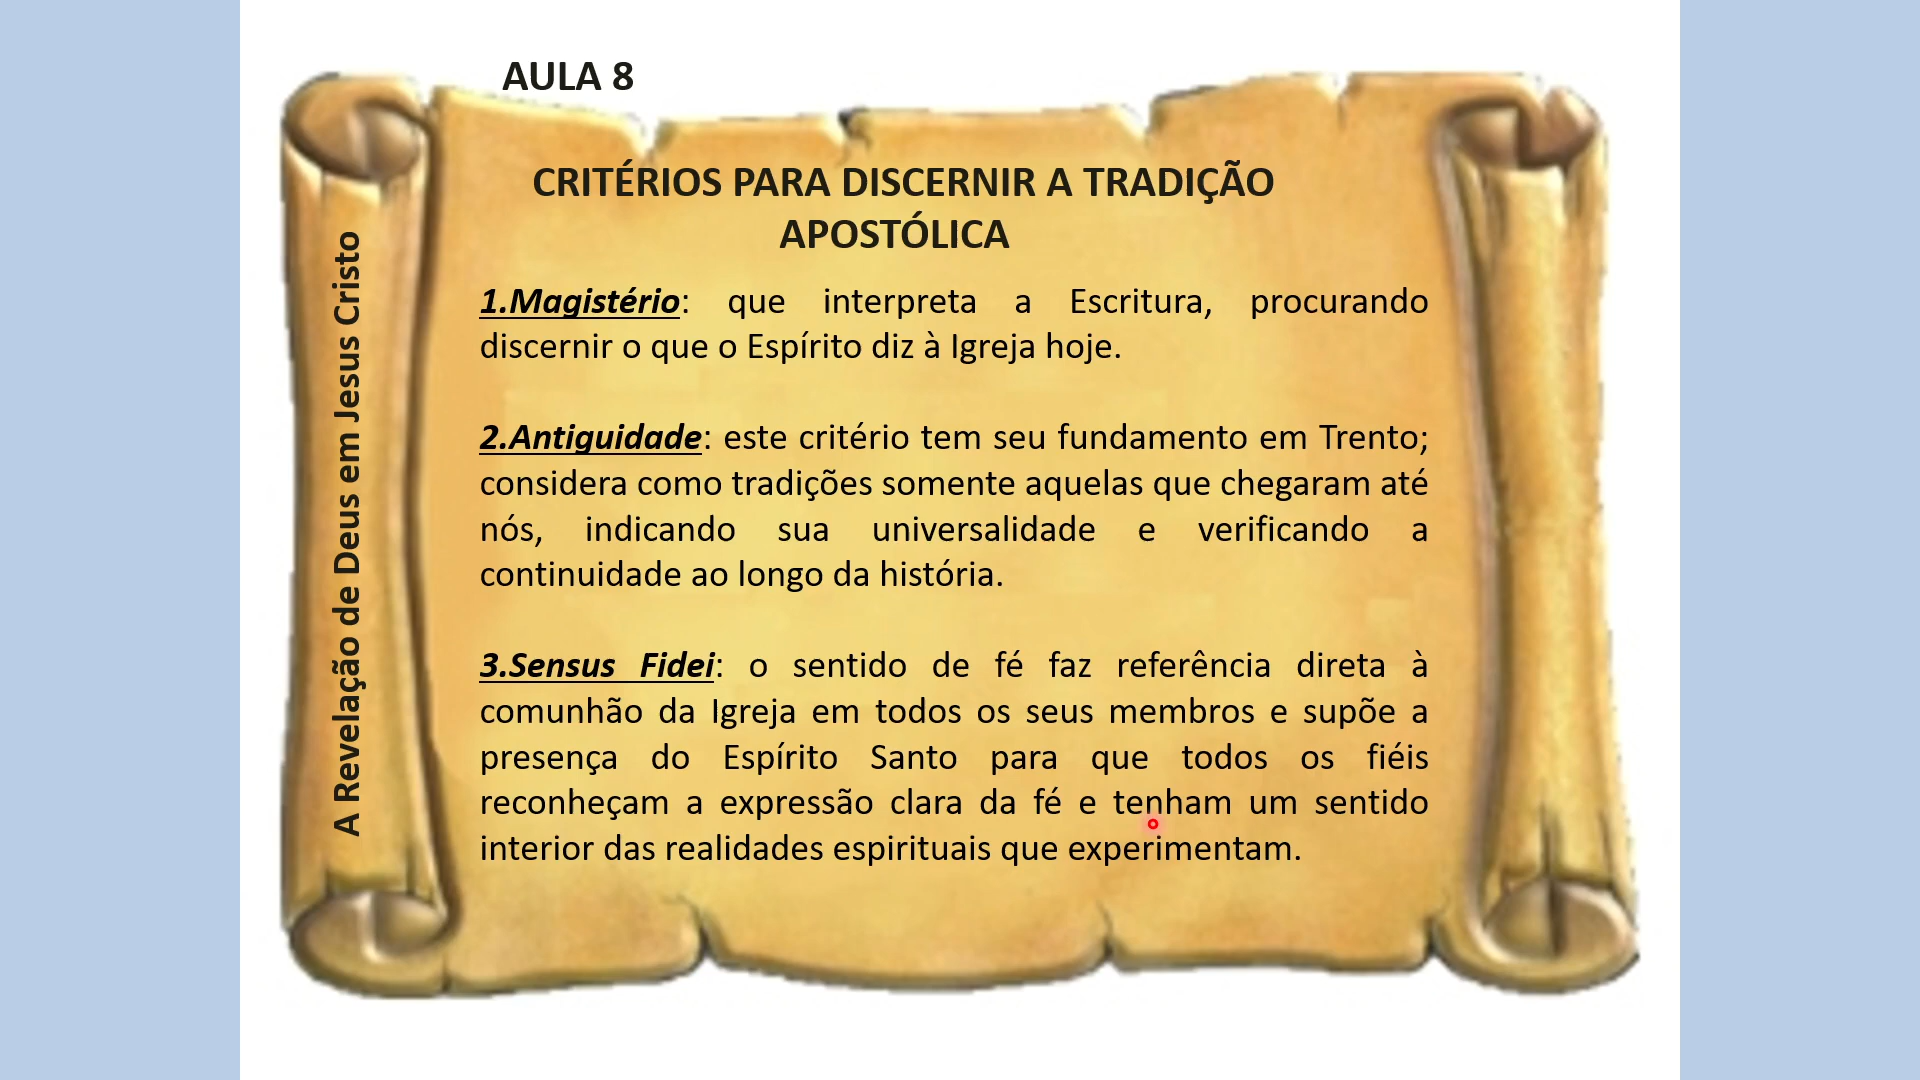 AULA 8
CRITÉRIOS PARA DISCERNIR A TRADIÇÃO
APOSTÓLICA
A Revelação de Deus em Jesus Cristo
1.Magistério: que interpreta a Escritura, procurando
discernir o que o Espírito diz à Igreja hoje.
2.Antiguidade: este critério tem seu fundamento em Trento;
considera como tradições somente aquelas que chegaram até
nós, indicando sua universalidade e verificando a
continuidade ao longo da história.
3.Sensus Fidei: o sentido de fé faz referência direta à
comunhão da Igreja em todos os seus membros e supõe a
presença do Espírito Santo para que todos os fiéis
reconheçam a expressão clara da fé e tenham um sentido
interior das realidades espirituais que experimentam.